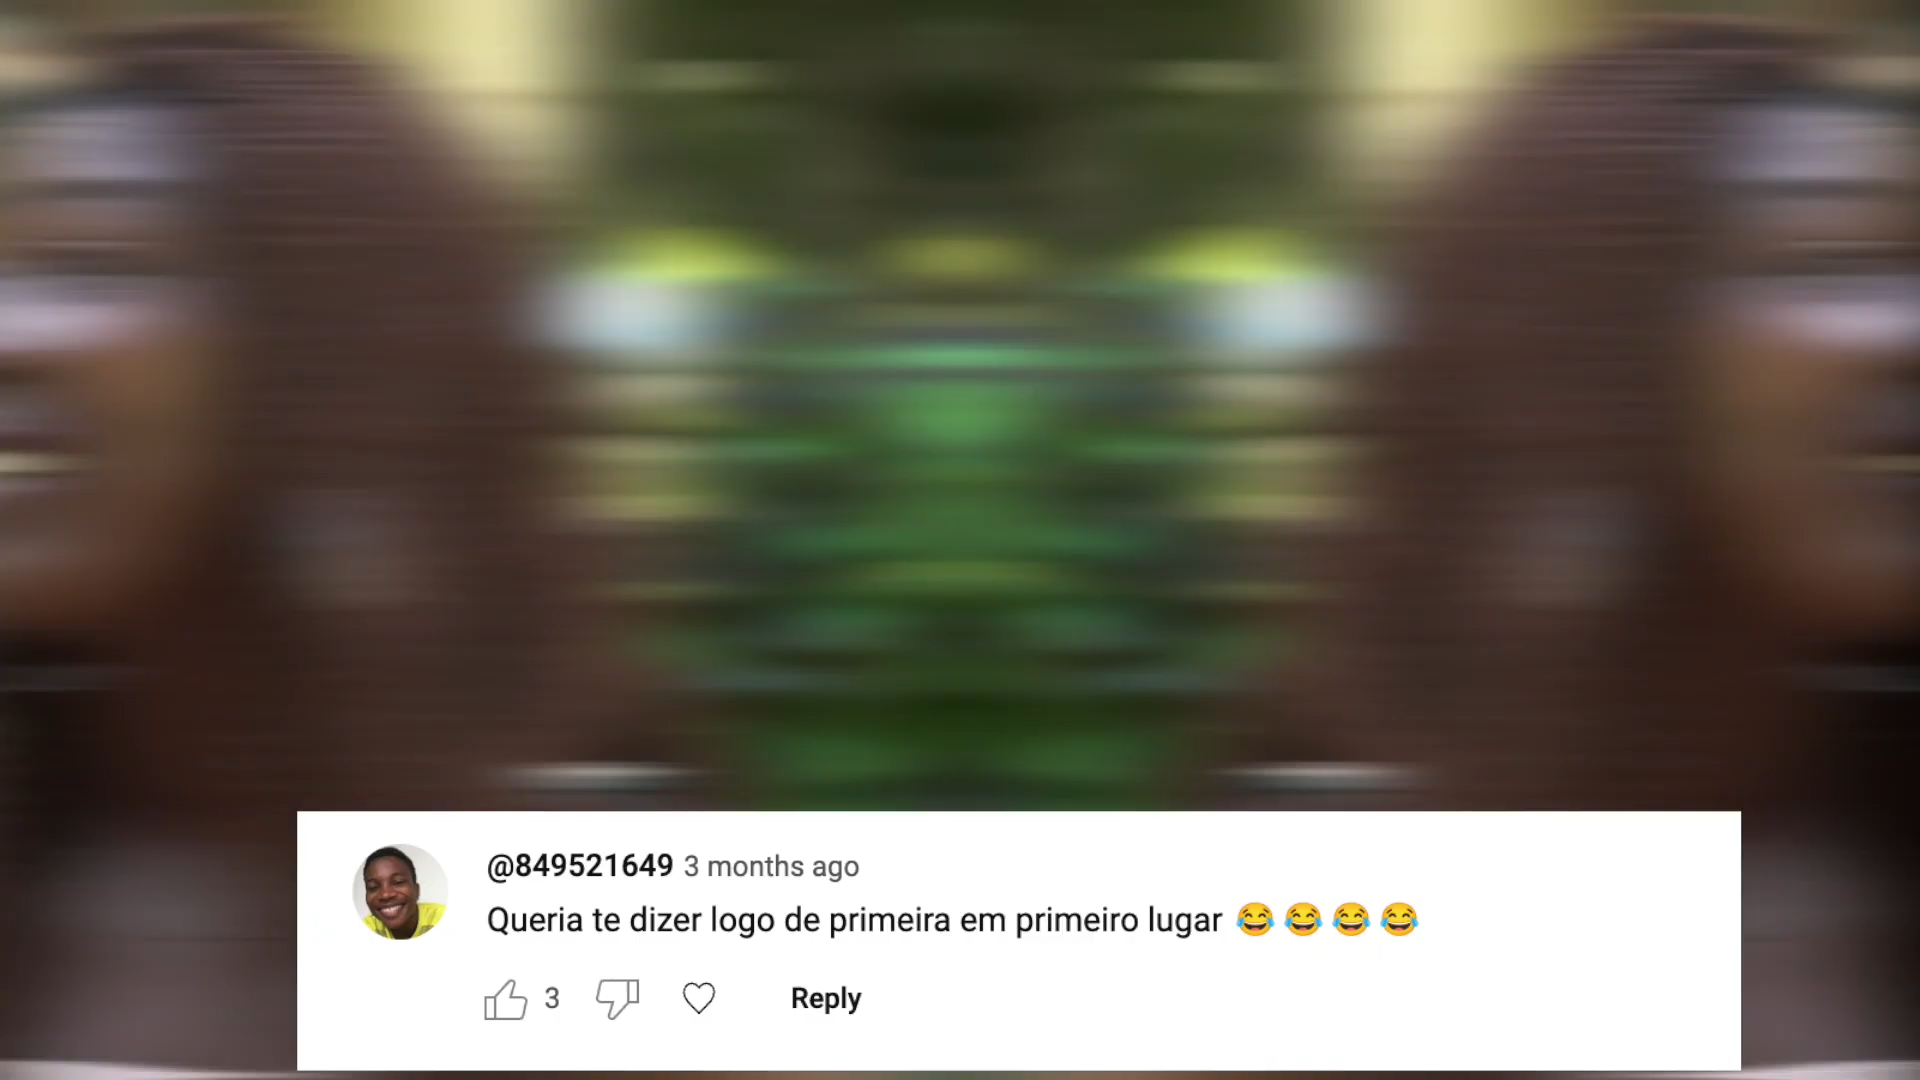 @849521649 3 months ago
Queria te dizer logo de primeira em primeiro lugar 😂😂😂😂
3 Reply